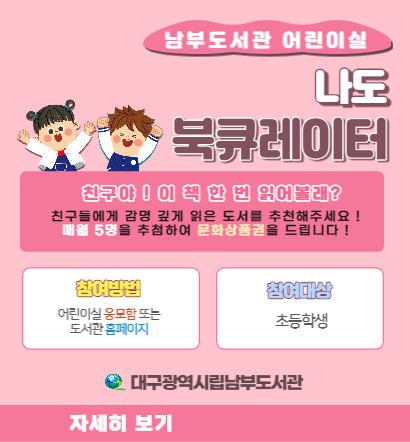 남부도서관 어린이실
나도
북큐레이터
친구야 ! 이 책 한 번 읽어볼래?
친구들에게 감명 깊게 읽은 도서를 추천해주세요 !
매월 5명을 추첨하여 문화상품권을 드립니다 !
참여방법
어린이실 응모함 또는
도서관 홈페이지
참여대상
초등학생
대구광역시립남부도서관
자세히 보기